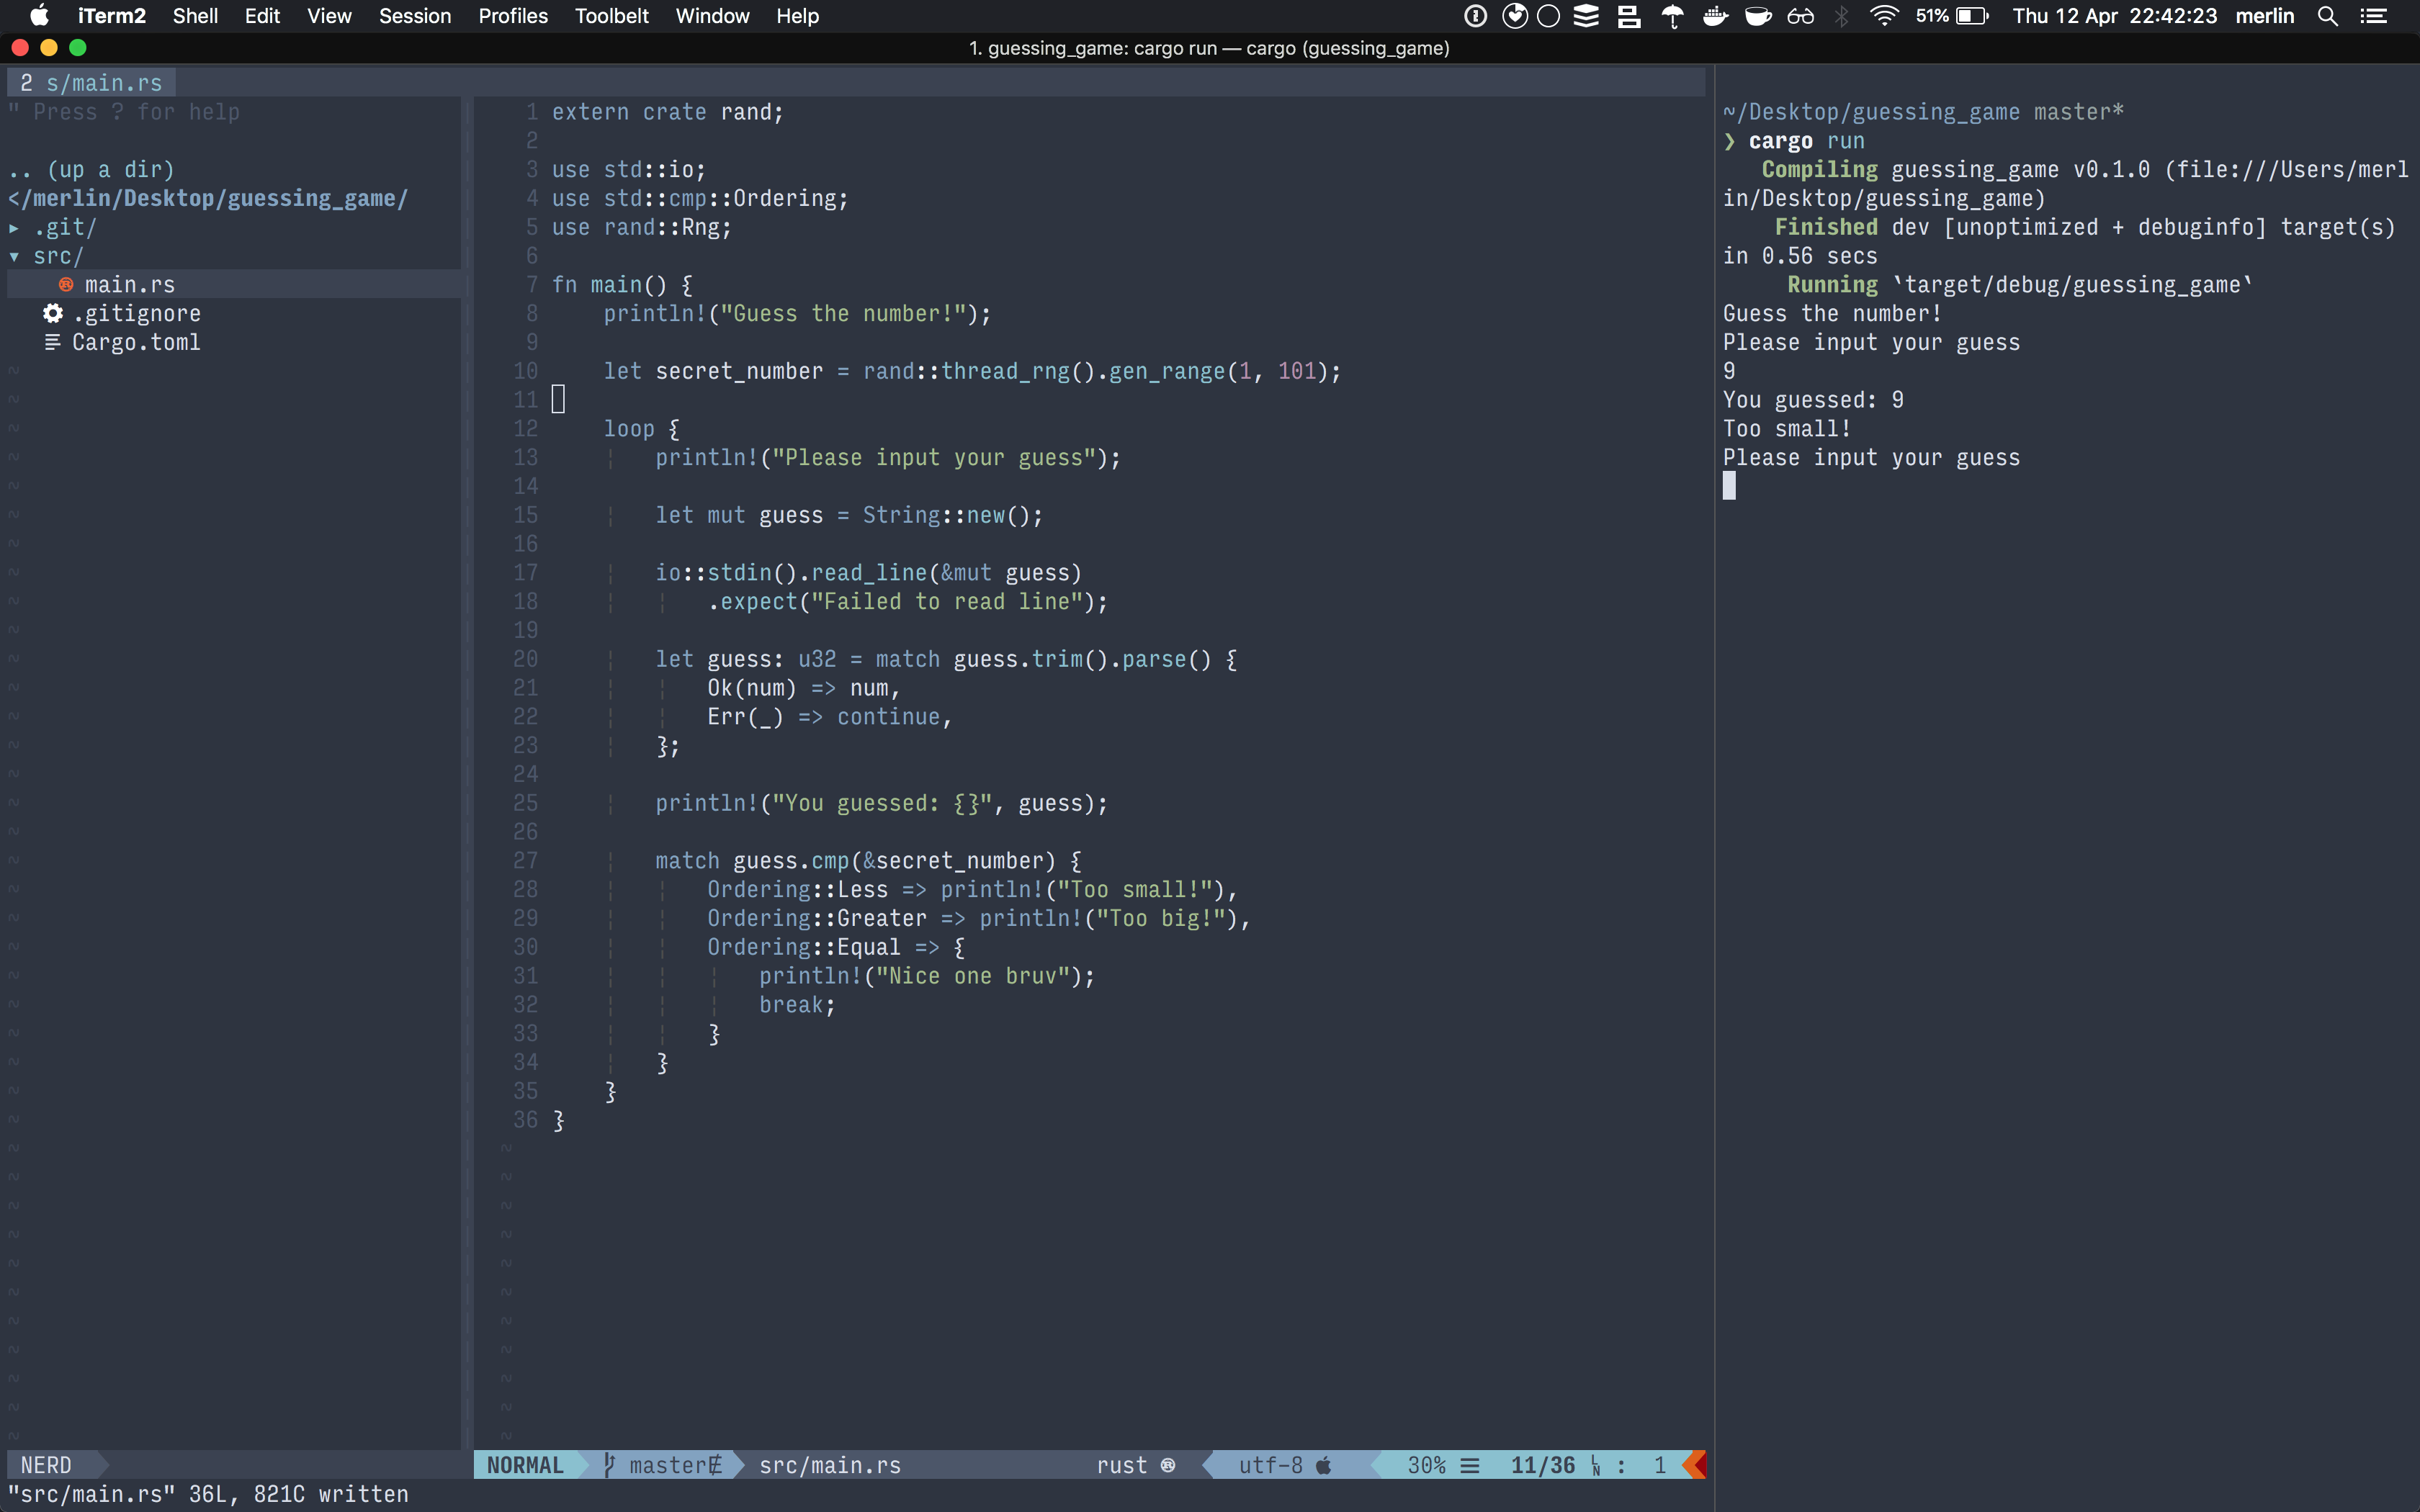 iTerm2 Shell Edit View Session Profiles Toolbelt Window Help 51% Thu 12 Apr 22:42:23 merlin
1. guessing_game: cargo run — cargo (guessing_game)
2 s/main.rs
" Press ? for help
.. (up a dir)
</merlin/Desktop/guessing_game/
▸ .git/
▾ src/
main.rs
.gitignore
Cargo.toml
1 extern crate rand;
2
3 use std::io;
4 use std::cmp::Ordering;
5 use rand::Rng;
6
7 fn main() {
8     println!("Guess the number!");
9
10     let secret_number = rand::thread_rng().gen_range(1, 101);
11
12     loop {
13     ¦   println!("Please input your guess");
14
15     ¦   let mut guess = String::new();
16
17     ¦   io::stdin().read_line(&mut guess)
18     ¦   ¦   .expect("Failed to read line");
19
20     ¦   let guess: u32 = match guess.trim().parse() {
21     ¦   ¦   Ok(num) => num,
22     ¦   ¦   Err(_) => continue,
23     ¦   };
24
25     ¦   println!("You guessed: {}", guess);
26
27     ¦   match guess.cmp(&secret_number) {
28     ¦   ¦   Ordering::Less => println!("Too small!"),
29     ¦   ¦   Ordering::Greater => println!("Too big!"),
30     ¦   ¦   Ordering::Equal => {
31     ¦   ¦   ¦   println!("Nice one bruv");
32     ¦   ¦   ¦   break;
33     ¦   ¦   }
34     ¦   }
35     }
36 }
~/Desktop/guessing_game master*
❯ cargo run
   Compiling guessing_game v0.1.0 (file:///Users/merl
in/Desktop/guessing_game)
    Finished dev [unoptimized + debuginfo] target(s)
in 0.56 secs
     Running `target/debug/guessing_game`
Guess the number!
Please input your guess
9
You guessed: 9
Too small!
Please input your guess
NERD
NORMAL master∉ src/main.rs rust utf-8 30% ☰ 11/36 ㏑ : 1
"src/main.rs" 36L, 821C written